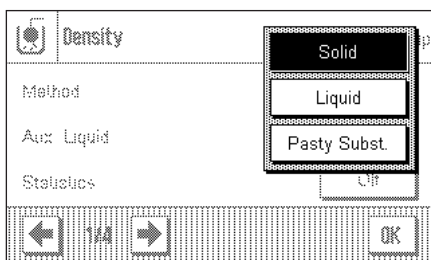 Density
Solid
Method
Liquid
Aux. Liquid
Pasty Subst.
Statistics
Off
1/4
OK